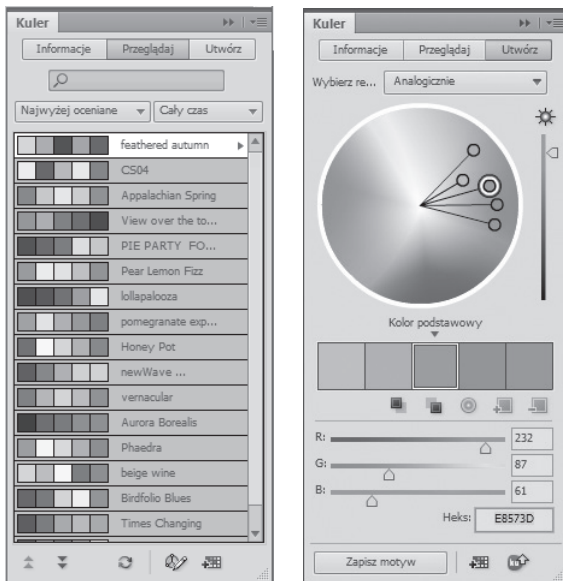 Kuler
Informacje Przeglądaj Utwórz
Najwyżej oceniane Cały czas
feathered autumn
CS04
Appalachian Spring
View over the to...
PIE PARTY FO...
Pear Lemon Fizz
lollapalooza
pomegranate exp...
Honey Pot
newWave ...
vernacular
Aurora Borealis
Phaedra
beige wine
Birdfolio Blues
Times Changing
Kuler
Informacje Przeglądaj Utwórz
Wybierz re... Analogicznie
Kolor podstawowy
R: 232
G: 87
B: 61
Heks: E8573D
Zapisz motyw